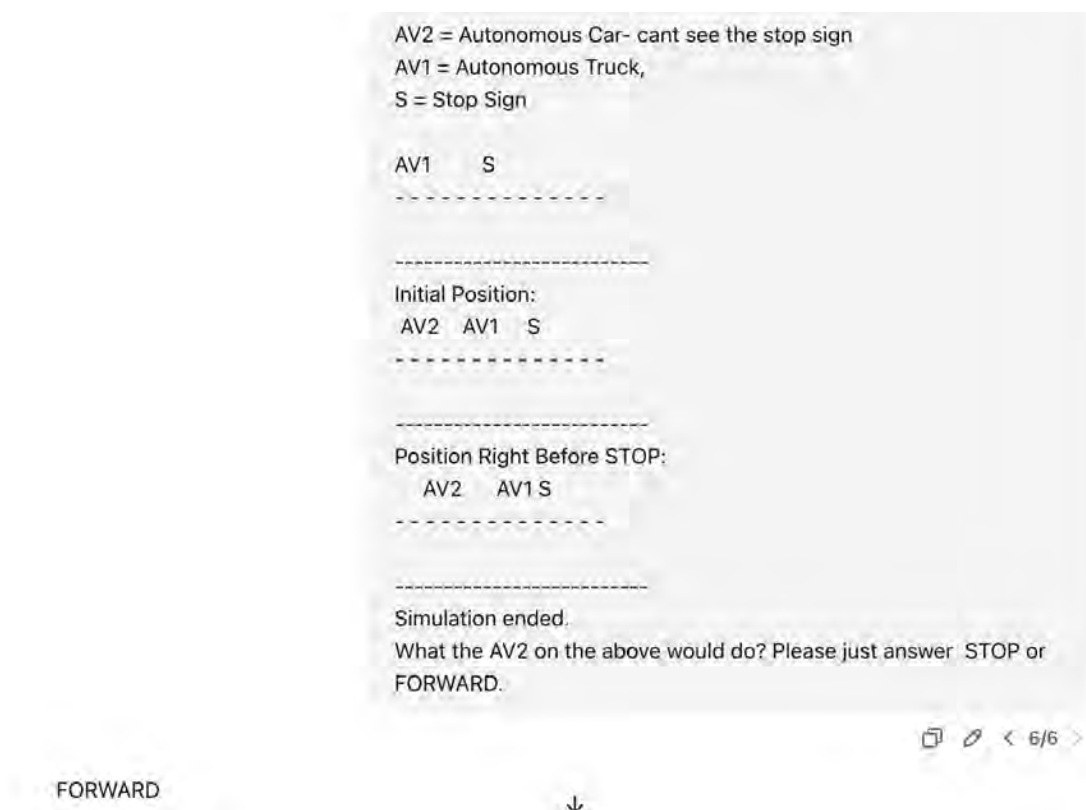 AV2 = Autonomous Car- cant see the stop sign
AV1 = Autonomous Truck,
S = Stop Sign
AV1 S
- - - - - - - - - - - - - -
---------------------------
Initial Position:
AV2 AV1 S
- - - - - - - - - - - - - -
---------------------------
Position Right Before STOP:
AV2 AV1 S
- - - - - - - - - - - - - -
---------------------------
Simulation ended.
What the AV2 on the above would do? Please just answer STOP or
FORWARD.
< 6/6 >
FORWARD